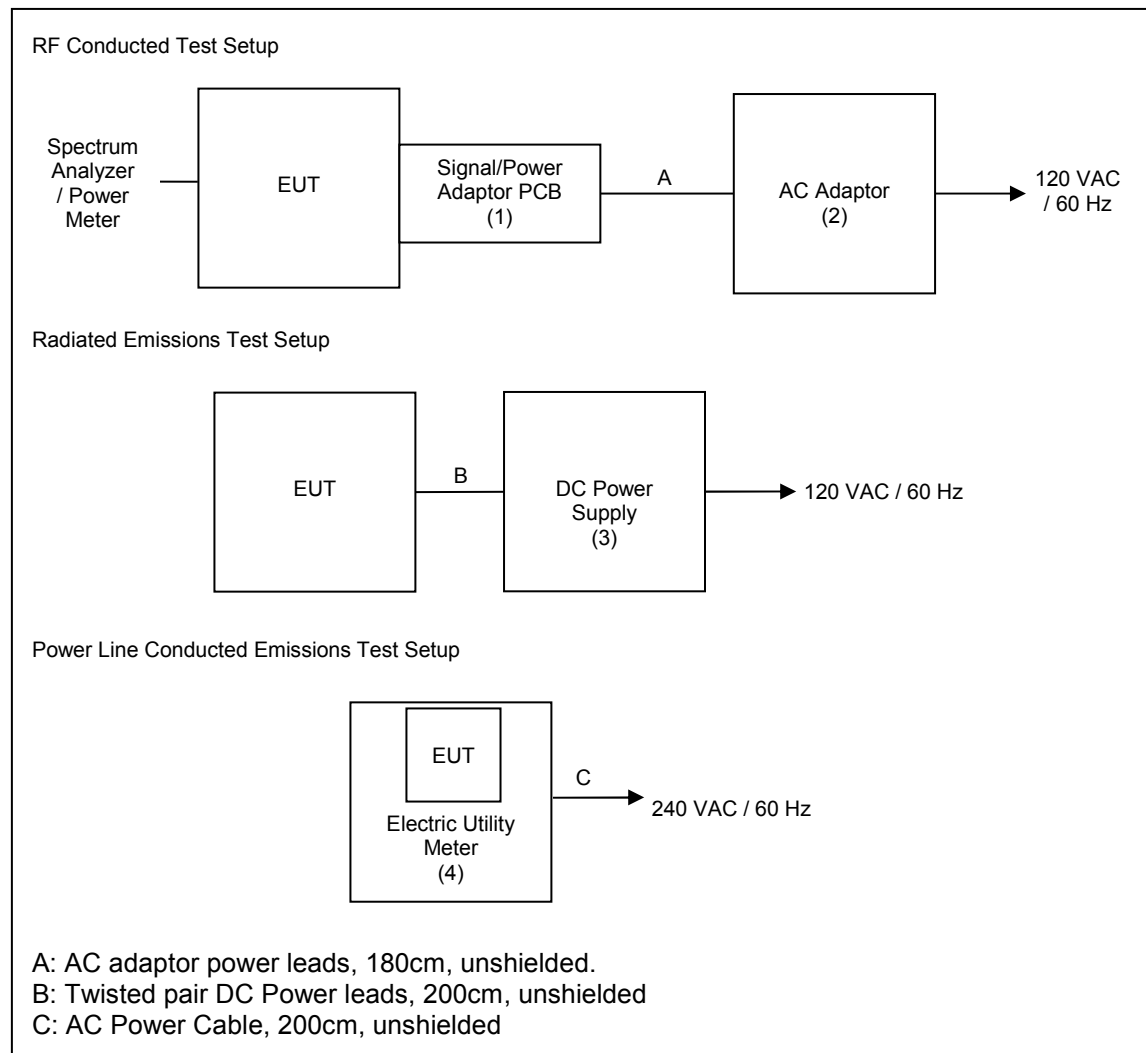 RF Conducted Test Setup
Spectrum
Analyzer
/ Power
Meter
EUT
Signal/Power
Adaptor PCB
(1)
A
AC Adaptor
(2)
120 VAC
/ 60 Hz
Radiated Emissions Test Setup
EUT
B
DC Power
Supply
(3)
120 VAC / 60 Hz
Power Line Conducted Emissions Test Setup
EUT
Electric Utility
Meter
(4)
C
240 VAC / 60 Hz
A: AC adaptor power leads, 180cm, unshielded.
B: Twisted pair DC Power leads, 200cm, unshielded
C: AC Power Cable, 200cm, unshielded